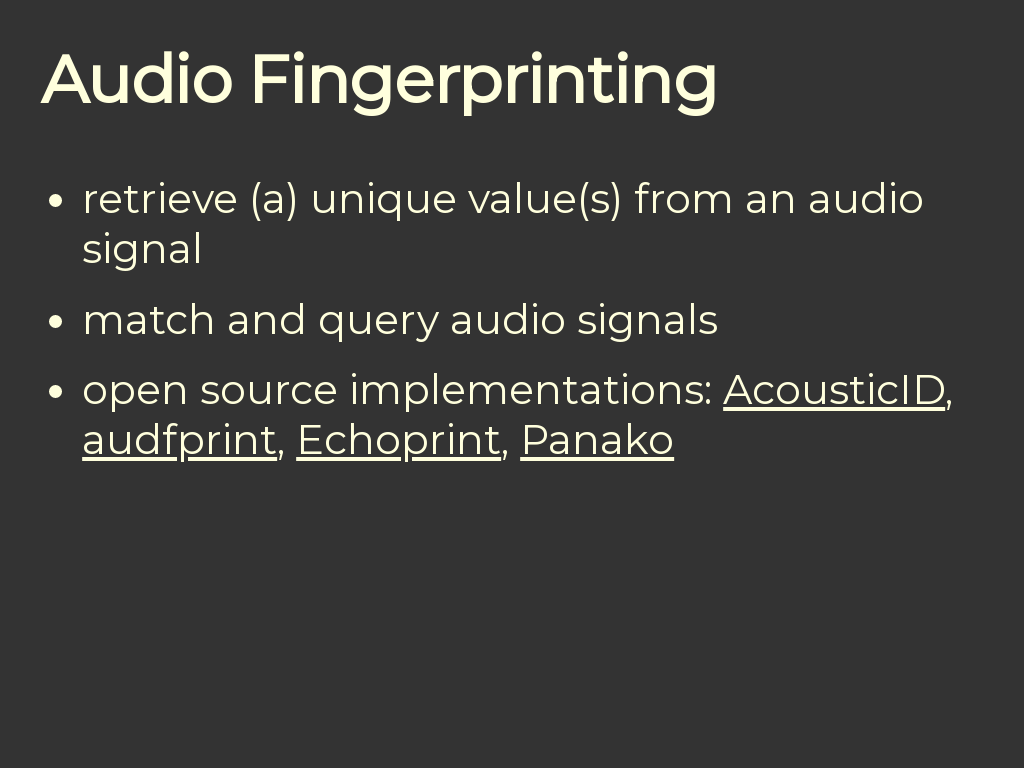 Audio Fingerprinting
• retrieve (a) unique value(s) from an audio
signal
• match and query audio signals
• open source implementations: AcousticID,
audfprint, Echoprint, Panako